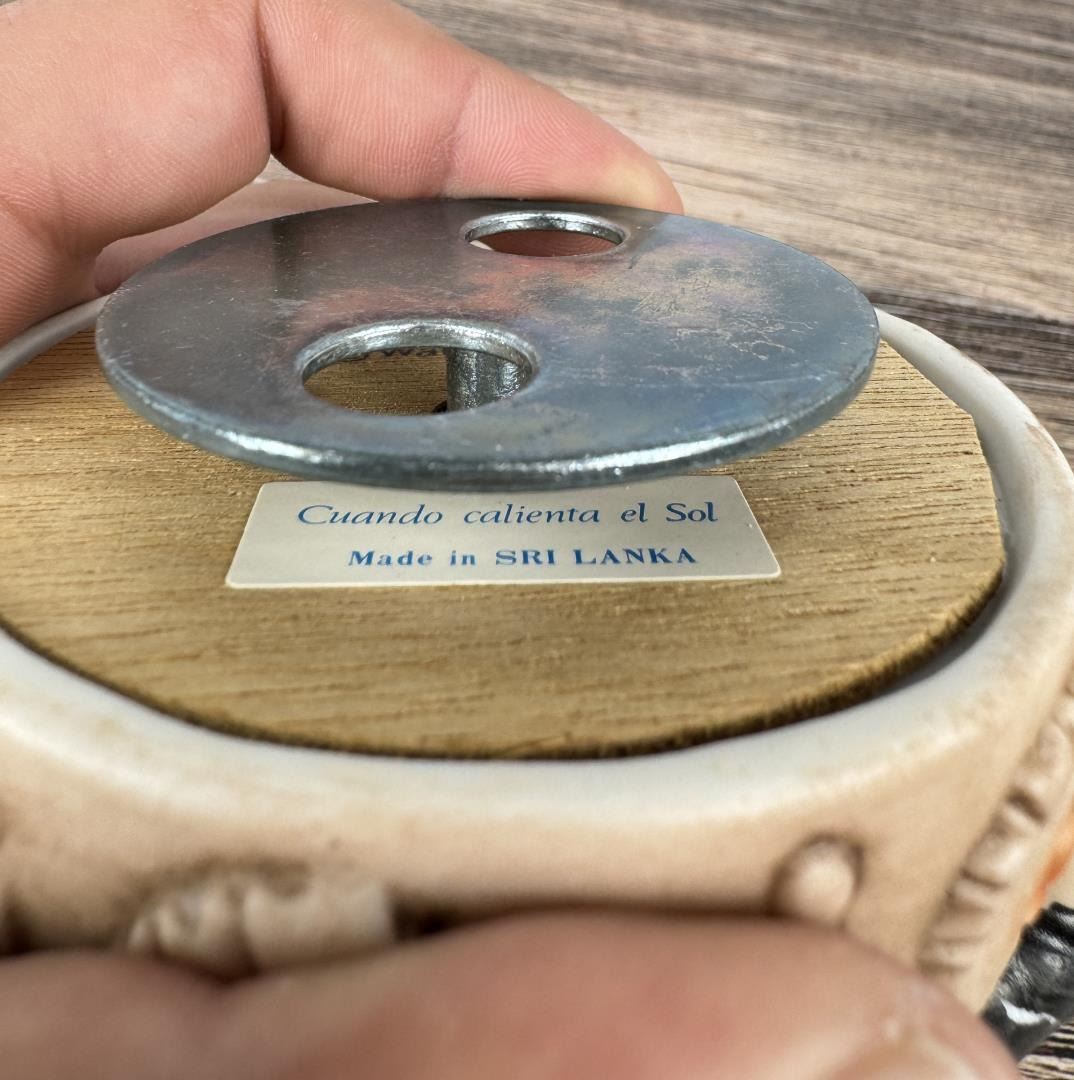 Cuando calienta el Sol
Made in SRI LANKA